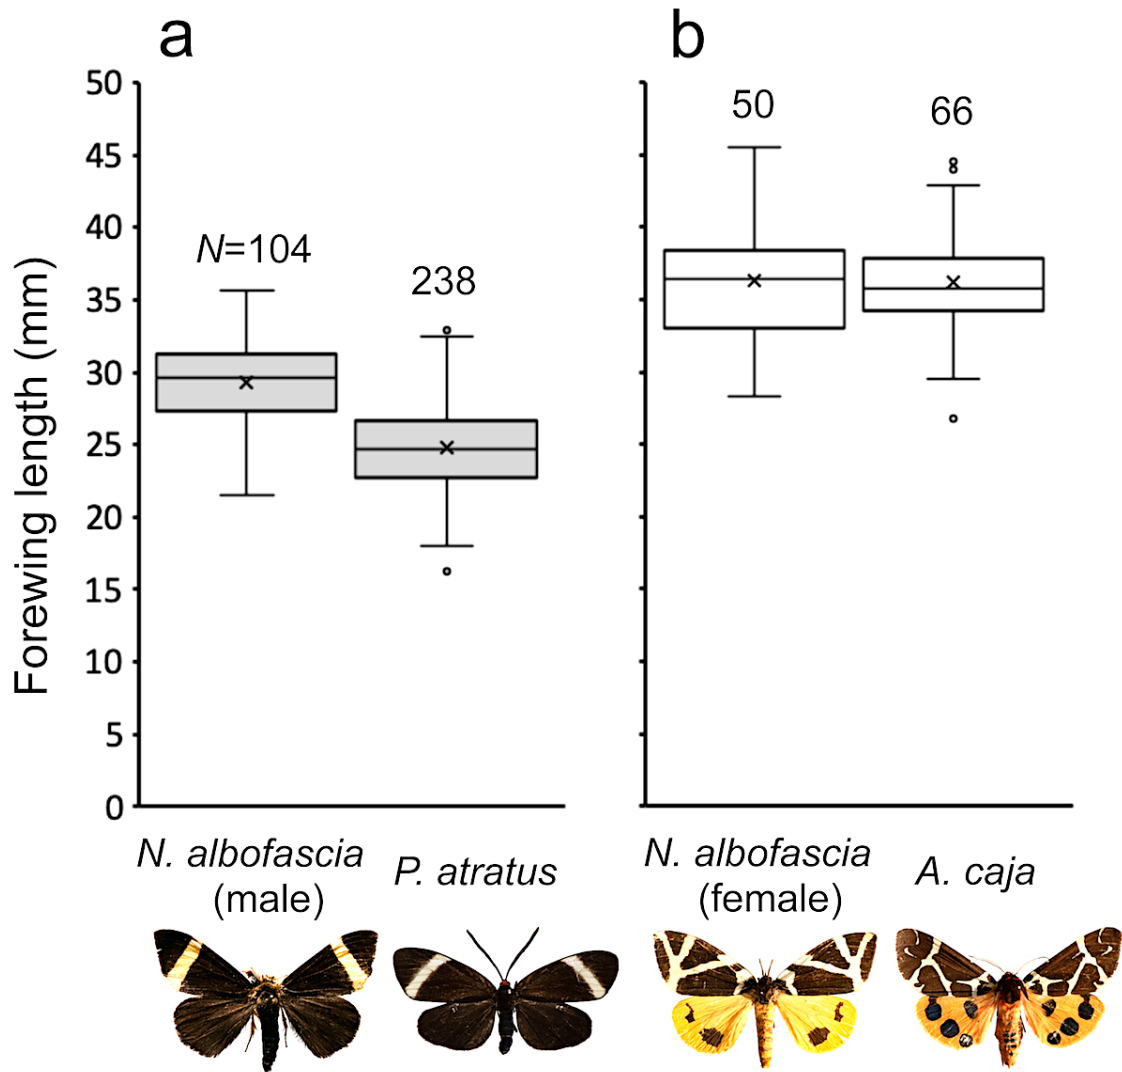 a
b
50
45
40
35
30
25
20
15
10
5
0
Forewing length (mm)
N=104
238
50
66
N. albofascia
(male)
P. atratus
N. albofascia
(female)
A. caja